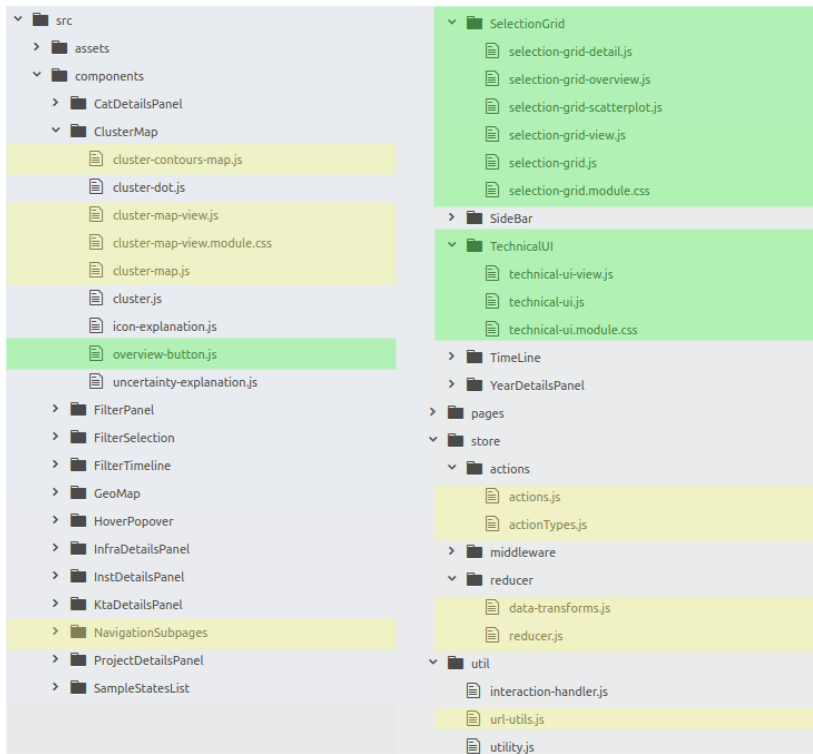 src
assets
components
CatDetailsPanel
ClusterMap
cluster-contours-map.js
cluster-dot.js
cluster-map-view.js
cluster-map-view.module.css
cluster-map.js
cluster.js
icon-explanation.js
overview-button.js
uncertainty-explanation.js
FilterPanel
FilterSelection
FilterTimeline
GeoMap
HoverPopover
InfraDetailsPanel
InstDetailsPanel
KtaDetailsPanel
NavigationSubpages
ProjectDetailsPanel
SampleStatesList
SelectionGrid
selection-grid-detail.js
selection-grid-overview.js
selection-grid-scatterplot.js
selection-grid-view.js
selection-grid.js
selection-grid.module.css
SideBar
TechnicalUI
technical-ui-view.js
technical-ui.js
technical-ui.module.css
TimeLine
YearDetailsPanel
pages
store
actions
actions.js
actionTypes.js
middleware
reducer
data-transforms.js
reducer.js
util
interaction-handler.js
url-utils.js
utility.js